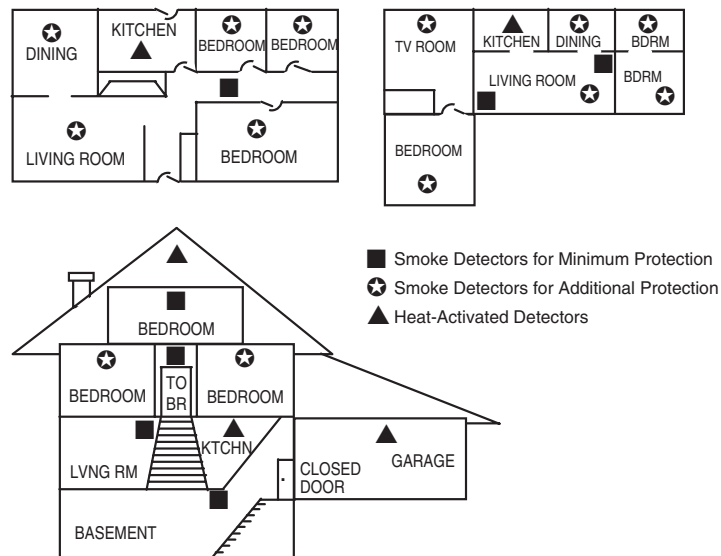 DINING
KITCHEN
BEDROOM
BEDROOM
LIVING ROOM
BEDROOM
TV ROOM
KITCHEN
DINING
BDRM
LIVING ROOM
BDRM
BEDROOM
Smoke Detectors for Minimum Protection
Smoke Detectors for Additional Protection
Heat-Activated Detectors
BEDROOM
BEDROOM
TO
BR
BEDROOM
LVNG RM
KTCHN
CLOSED
DOOR
GARAGE
BASEMENT